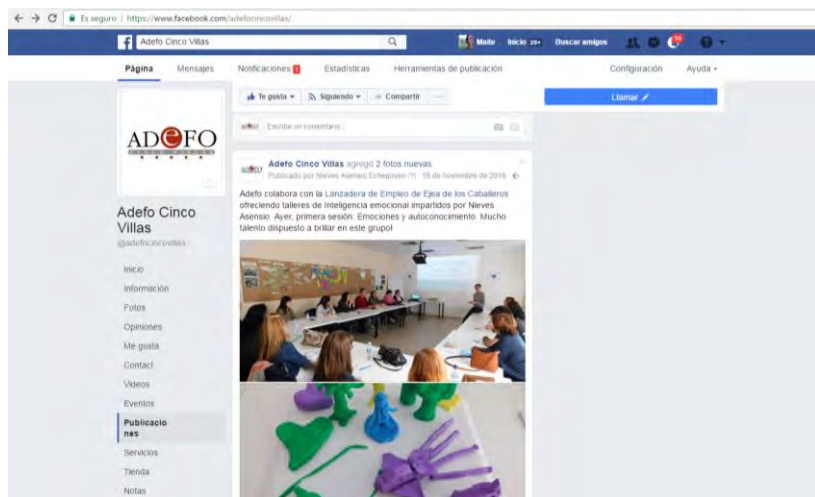 Es seguro | https://www.facebook.com/adefocincovillas/
Adefo Cinco Villas
Maite Inicio 20+ Buscar amigos
Página Mensajes Notificaciones Estadísticas Herramientas de publicación Configuración Ayuda
Te gusta Siguiendo Compartir
Llamar
Escribe un comentario...
ADeFO
CINCO VILLAS
Adefo Cinco Villas agregó 2 fotos nuevas
Publicado por Nieves Asensio Echegoyen [?] 15 de noviembre de 2016
Adefo colabora con la Lanzadera de Empleo de Ejea de los Caballeros
ofreciendo talleres de Inteligencia emocional impartidos por Nieves
Asensio Ayer, primera sesión: Emociones y autoconocimiento. Mucho
talento dispuesto a brillar en este grupo!
Adefo Cinco
Villas
@adefocincovillas
Inicio
Información
Fotos
Opiniones
Me gusta
Contact
Videos
Eventos
Publicacio
nes
Servicios
Tienda
Notas